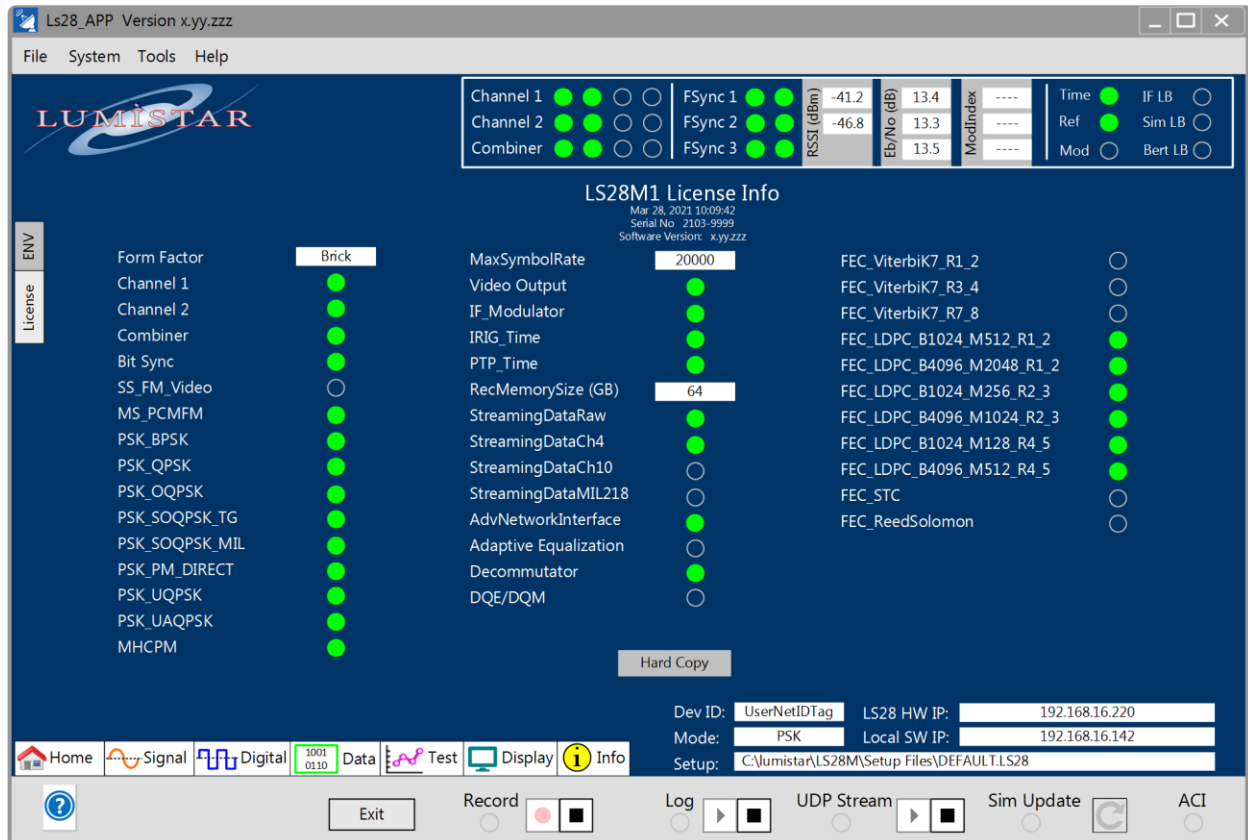 Ls28_APP Version x.yy.zzz
File System Tools Help
LUMISTAR
Channel 1 FSync 1 RSSI (dBm) -41.2 Eb/No (dB) 13.4 ModIndex ---- Time IF LB
Channel 2 FSync 2 -46.8 13.3 ---- Ref Sim LB
Combiner FSync 3 13.5 ---- Mod Bert LB
LS28M1 License Info
Mar 28, 2021 10:09:42
Serial No 2103-9999
Software Version: x.yy.zzz
ENV
License
Form Factor Brick
Channel 1
Channel 2
Combiner
Bit Sync
SS_FM_Video
MS_PCMFM
PSK_BPSK
PSK_QPSK
PSK_OQPSK
PSK_SOQPSK_TG
PSK_SOQPSK_MIL
PSK_PM_DIRECT
PSK_UQPSK
PSK_UAQPSK
MHCPM
MaxSymbolRate 20000
Video Output
IF_Modulator
IRIG_Time
PTP_Time
RecMemorySize (GB) 64
StreamingDataRaw
StreamingDataCh4
StreamingDataCh10
StreamingDataMIL218
AdvNetworkInterface
Adaptive Equalization
Decommutator
DQE/DQM
FEC_ViterbiK7_R1_2
FEC_ViterbiK7_R3_4
FEC_ViterbiK7_R7_8
FEC_LDPC_B1024_M512_R1_2
FEC_LDPC_B4096_M2048_R1_2
FEC_LDPC_B1024_M256_R2_3
FEC_LDPC_B4096_M1024_R2_3
FEC_LDPC_B1024_M128_R4_5
FEC_LDPC_B4096_M512_R4_5
FEC_STC
FEC_ReedSolomon
Hard Copy
Dev ID: UserNetIDTag LS28 HW IP: 192.168.16.220
Mode: PSK Local SW IP: 192.168.16.142
Setup: C:\lumistar\LS28M\Setup Files\DEFAULT.LS28
Home Signal Digital 1001 0110 Data Test Display i Info
? Exit Record Log UDP Stream Sim Update C ACI